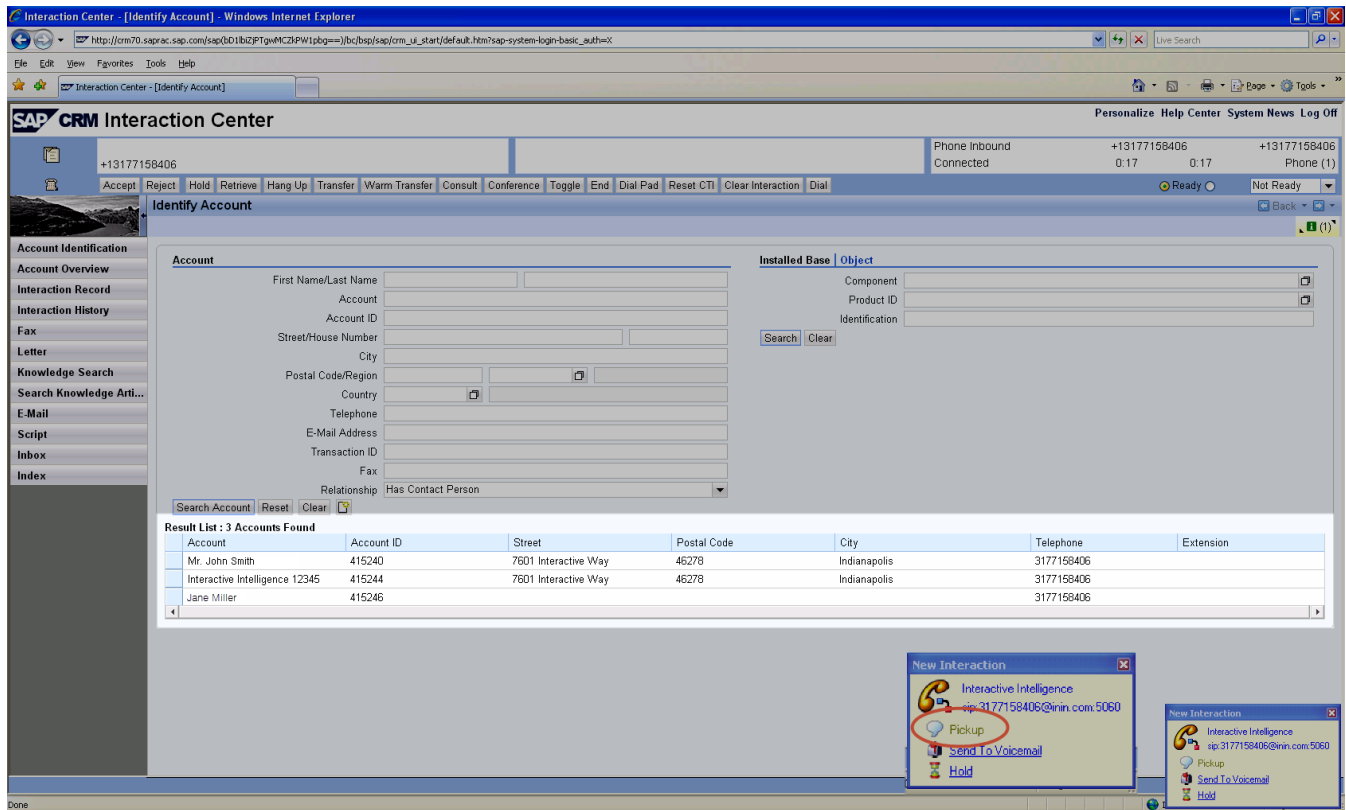 Interaction Center - [Identify Account] - Windows Internet Explorer
http://crm70.saprac.sap.com/sap(bD1lbiZjPTgwMCZkPW1pbg==)/bc/bsp/sap/crm_ui_start/default.htm?sap-system-login-basic_auth=X
Live Search
File Edit View Favorites Tools Help
Interaction Center - [Identify Account]
Page Tools
SAP CRM Interaction Center
Personalize Help Center System News Log Off
Phone Inbound +13177158406 +13177158406
+13177158406 Connected 0:17 0:17 Phone (1)
Accept Reject Hold Retrieve Hang Up Transfer Warm Transfer Consult Conference Toggle End Dial Pad Reset CTI Clear Interaction Dial Ready Not Ready
Identify Account Back
(1)
Account Identification
Account Overview
Interaction Record
Interaction History
Fax
Letter
Knowledge Search
Search Knowledge Arti...
E-Mail
Script
Inbox
Index
Account
First Name/Last Name
Account
Account ID
Street/House Number
City
Postal Code/Region
Country
Telephone
E-Mail Address
Transaction ID
Fax
Relationship Has Contact Person
Search Account Reset Clear
Installed Base | Object
Component
Product ID
Identification
Search Clear
Result List : 3 Accounts Found
Account Account ID Street Postal Code City Telephone Extension
Mr. John Smith 415240 7601 Interactive Way 46278 Indianapolis 3177158406
Interactive Intelligence 12345 415244 7601 Interactive Way 46278 Indianapolis 3177158406
Jane Miller 415246 3177158406
New Interaction
Interactive Intelligence
sip:3177158406@inin.com:5060
Pickup
Send To Voicemail
Hold
New Interaction
Interactive Intelligence
sip:3177158406@inin.com:5060
Pickup
Send To Voicemail
Hold
Done